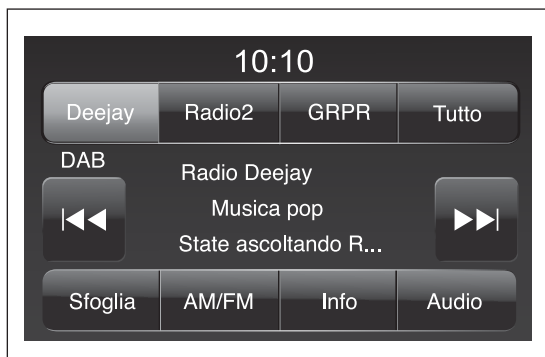 10:10
Deejay Radio2 GRPR Tutto
DAB
Radio Deejay
Musica pop
State ascoltando R...
Sfoglia AM/FM Info Audio